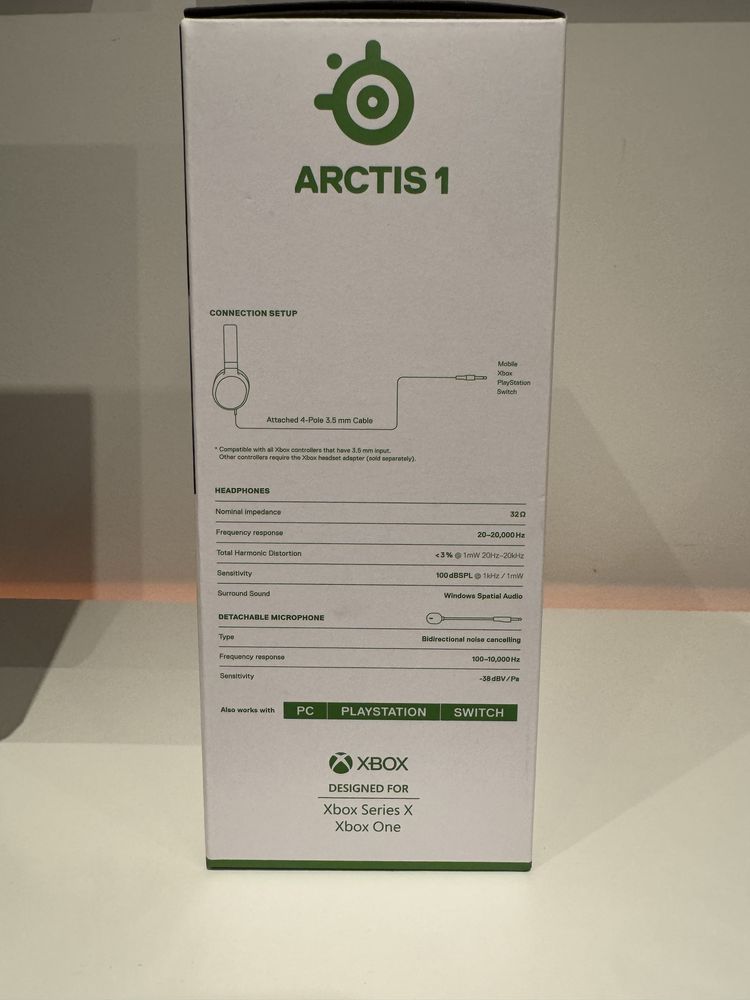 ARCTIS 1
CONNECTION SETUP
Mobile
Xbox
PlayStation
Switch
Attached 4-Pole 3.5 mm Cable
* Compatible with all Xbox controllers that have 3.5 mm input.
Other controllers require the Xbox headset adapter (sold separately).
HEADPHONES
Nominal impedance 32 Ω
Frequency response 20–20,000 Hz
Total Harmonic Distortion <3% @ 1mW 20Hz–20kHz
Sensitivity 100dBSPL @ 1kHz / 1mW
Surround Sound Windows Spatial Audio
DETACHABLE MICROPHONE
Type Bidirectional noise cancelling
Frequency response 100–10,000 Hz
Sensitivity -38 dBV/Pa
Also works with PC PLAYSTATION SWITCH
XBOX
DESIGNED FOR
Xbox Series X
Xbox One